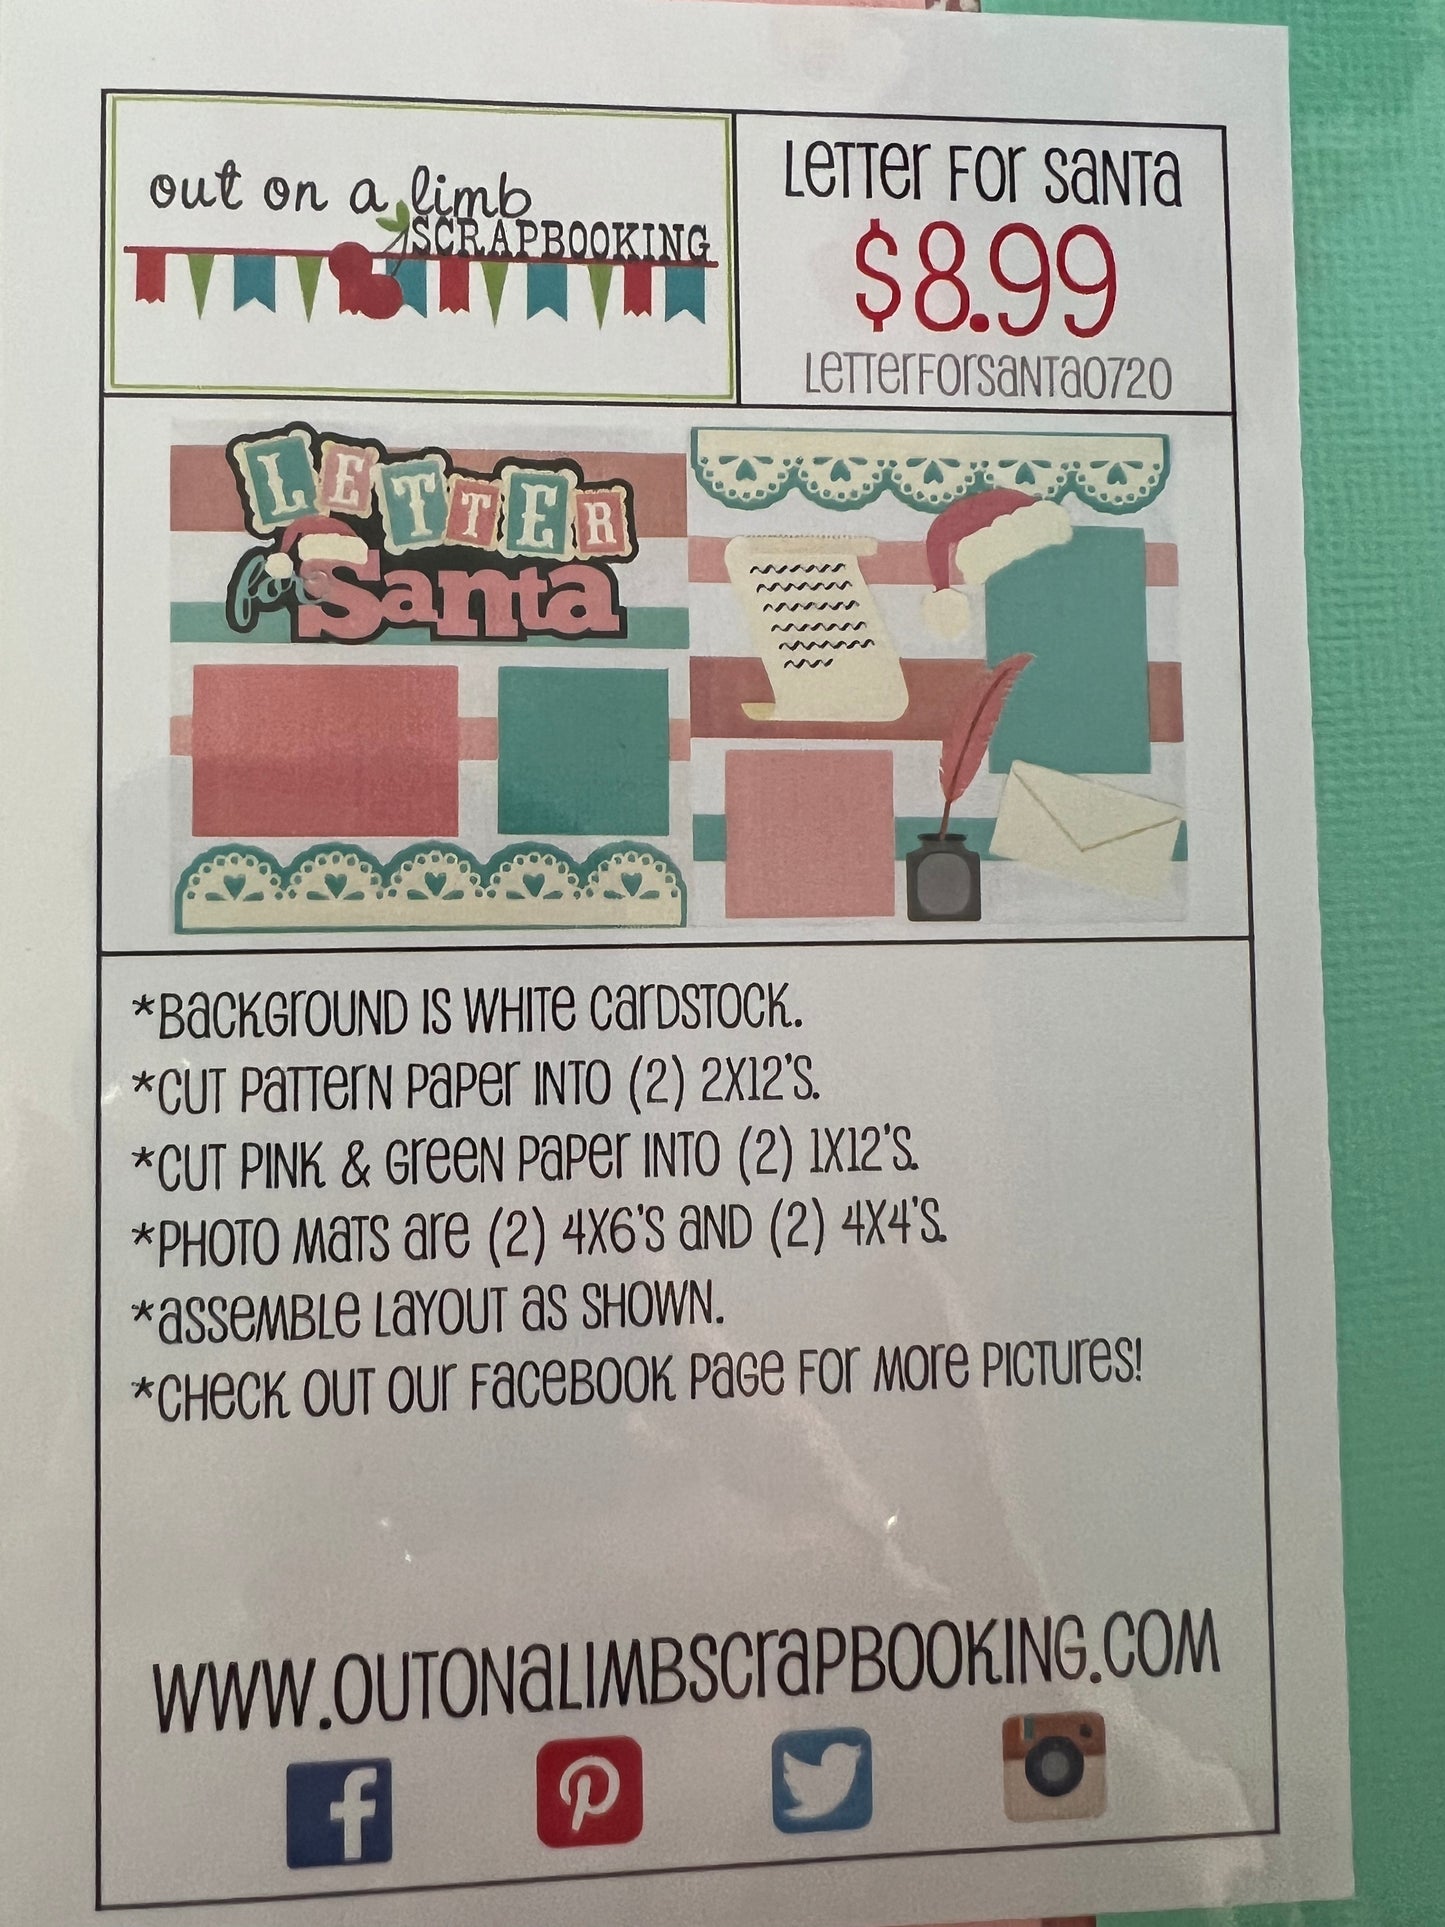 out on a limb
SCRAPBOOKING
Letter for Santa
$8.99
LetterforSanta0720
LETTER
for Santa
*Background is white cardstock.
*Cut pattern paper into (2) 2x12's.
*Cut pink & green paper into (2) 1x12's.
*Photo mats are (2) 4x6's and (2) 4x4's.
*Assemble layout as shown.
*Check out our Facebook page for more pictures!
www.outonalimbscrapbooking.com